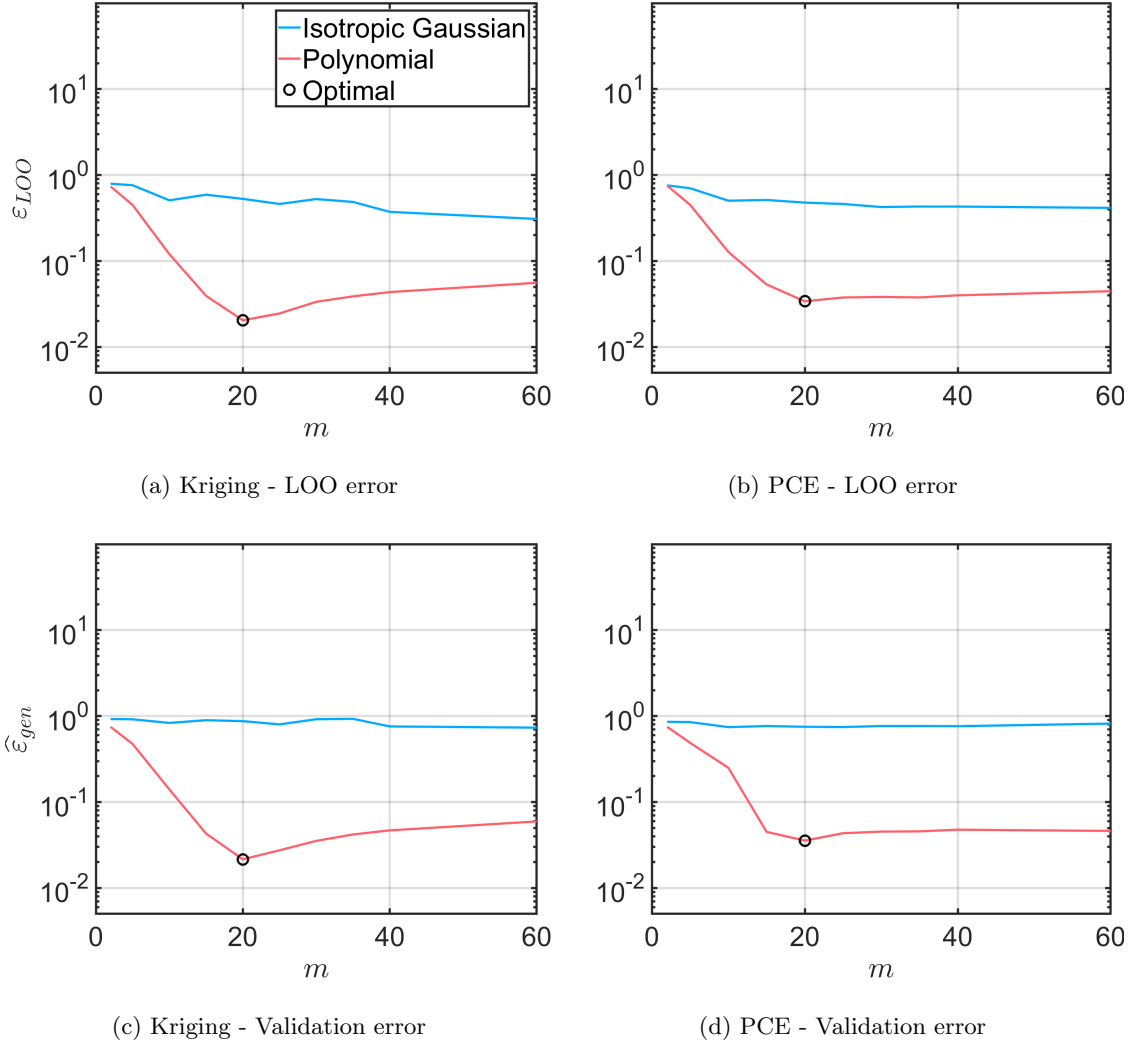 Isotropic Gaussian
Polynomial
Optimal
10^1
10^0
10^-1
10^-2
ε_LOO
0 20 40 60
m
(a) Kriging - LOO error
10^1
10^0
10^-1
10^-2
0 20 40 60
m
(b) PCE - LOO error
10^1
10^0
10^-1
10^-2
ε̂_gen
0 20 40 60
m
(c) Kriging - Validation error
10^1
10^0
10^-1
10^-2
0 20 40 60
m
(d) PCE - Validation error